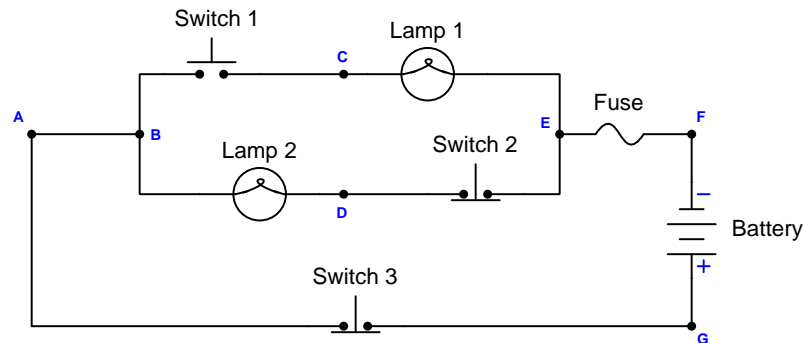 Switch 1
Lamp 1
C
Fuse
A
B
E
F
Lamp 2
Switch 2
D
−
Battery
+
Switch 3
G